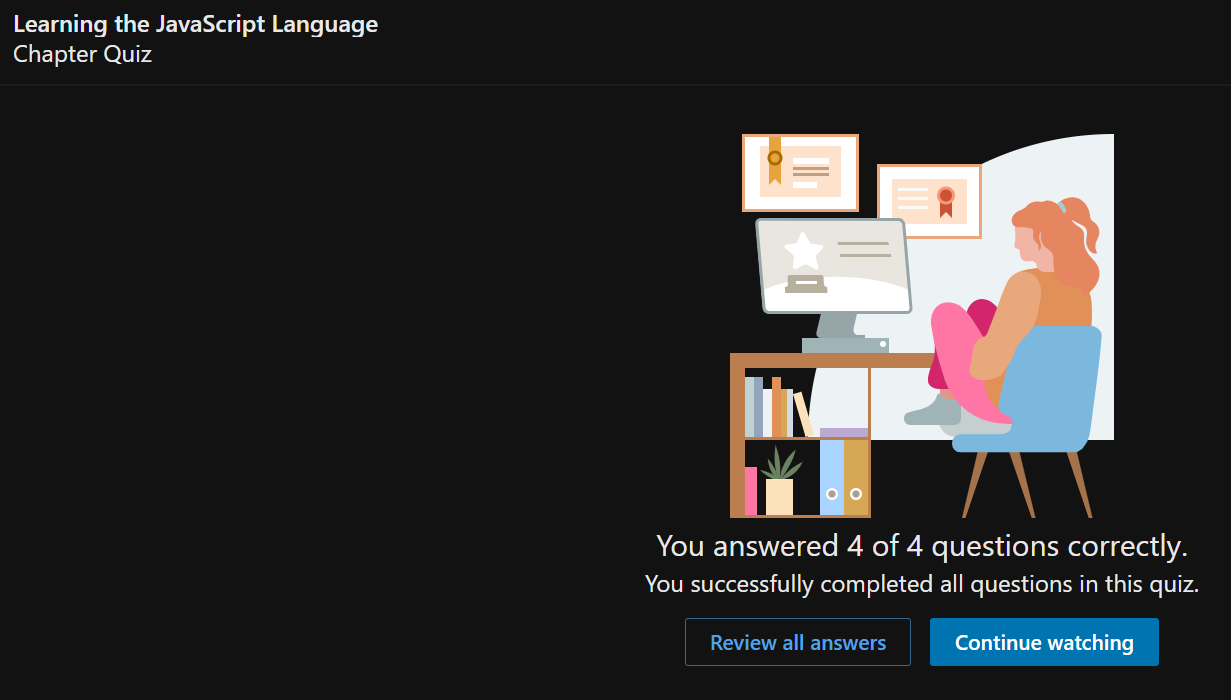 Learning the JavaScript Language
Chapter Quiz
You answered 4 of 4 questions correctly.
You successfully completed all questions in this quiz.
Review all answers
Continue watching